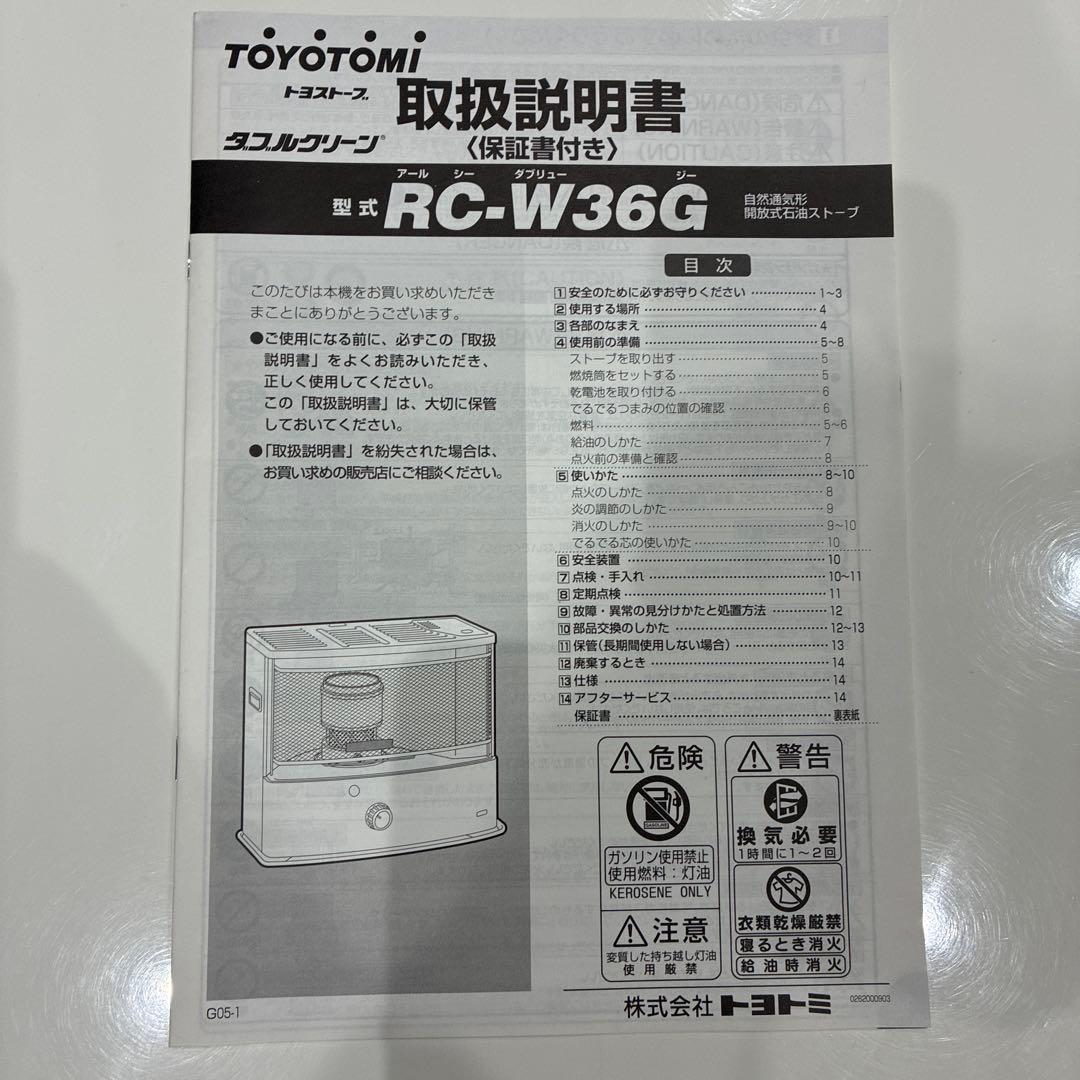 TOYOTOMI
トヨストーブ
ダブルクリーン®
取扱説明書
〈保証書付き〉
アール シー ダブリュー ジー
型式 RC-W36G
自然通気形
開放式石油ストーブ
このたびは本機をお買い求めいただき
まことにありがとうございます。
●ご使用になる前に、必ずこの「取扱
説明書」をよくお読みいただき、
正しく使用してください。
この「取扱説明書」は、大切に保管
しておいてください。
●「取扱説明書」を紛失された場合は、
お買い求めの販売店にご相談ください。
目次
1 安全のために必ずお守りください 1~3
2 使用する場所 4
3 各部のなまえ 4
4 使用前の準備 5~8
ストーブを取り出す 5
燃焼筒をセットする 5
乾電池を取り付ける 6
でるでるつまみの位置の確認 6
燃料 5~6
給油のしかた 7
点火前の準備と確認 8
5 使いかた 8~10
点火のしかた 8
炎の調節のしかた 9
消火のしかた 9~10
でるでる芯の使いかた 10
6 安全装置 10
7 点検・手入れ 10~11
8 定期点検 11
9 故障・異常の見分けかたと処置方法 12
10 部品交換のしかた 12~13
11 保管(長期間使用しない場合) 13
12 廃棄するとき 14
13 仕様 14
14 アフターサービス 14
保証書 裏表紙
危険
GASOLINE
ガソリン使用禁止
使用燃料:灯油
KEROSENE ONLY
注意
変質した持ち越し灯油
使用厳禁
警告
換気必要
1時間に1~2回
衣類乾燥厳禁
寝るとき消火
給油時消火
G05-1
株式会社 トヨトミ
0262000903